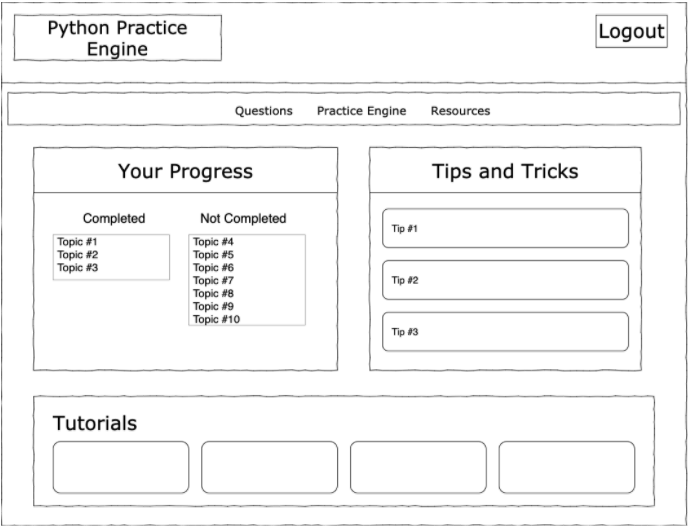 Python Practice
Engine
Logout
Questions Practice Engine Resources
Your Progress
Completed
Topic #1
Topic #2
Topic #3
Not Completed
Topic #4
Topic #5
Topic #6
Topic #7
Topic #8
Topic #9
Topic #10
Tips and Tricks
Tip #1
Tip #2
Tip #3
Tutorials